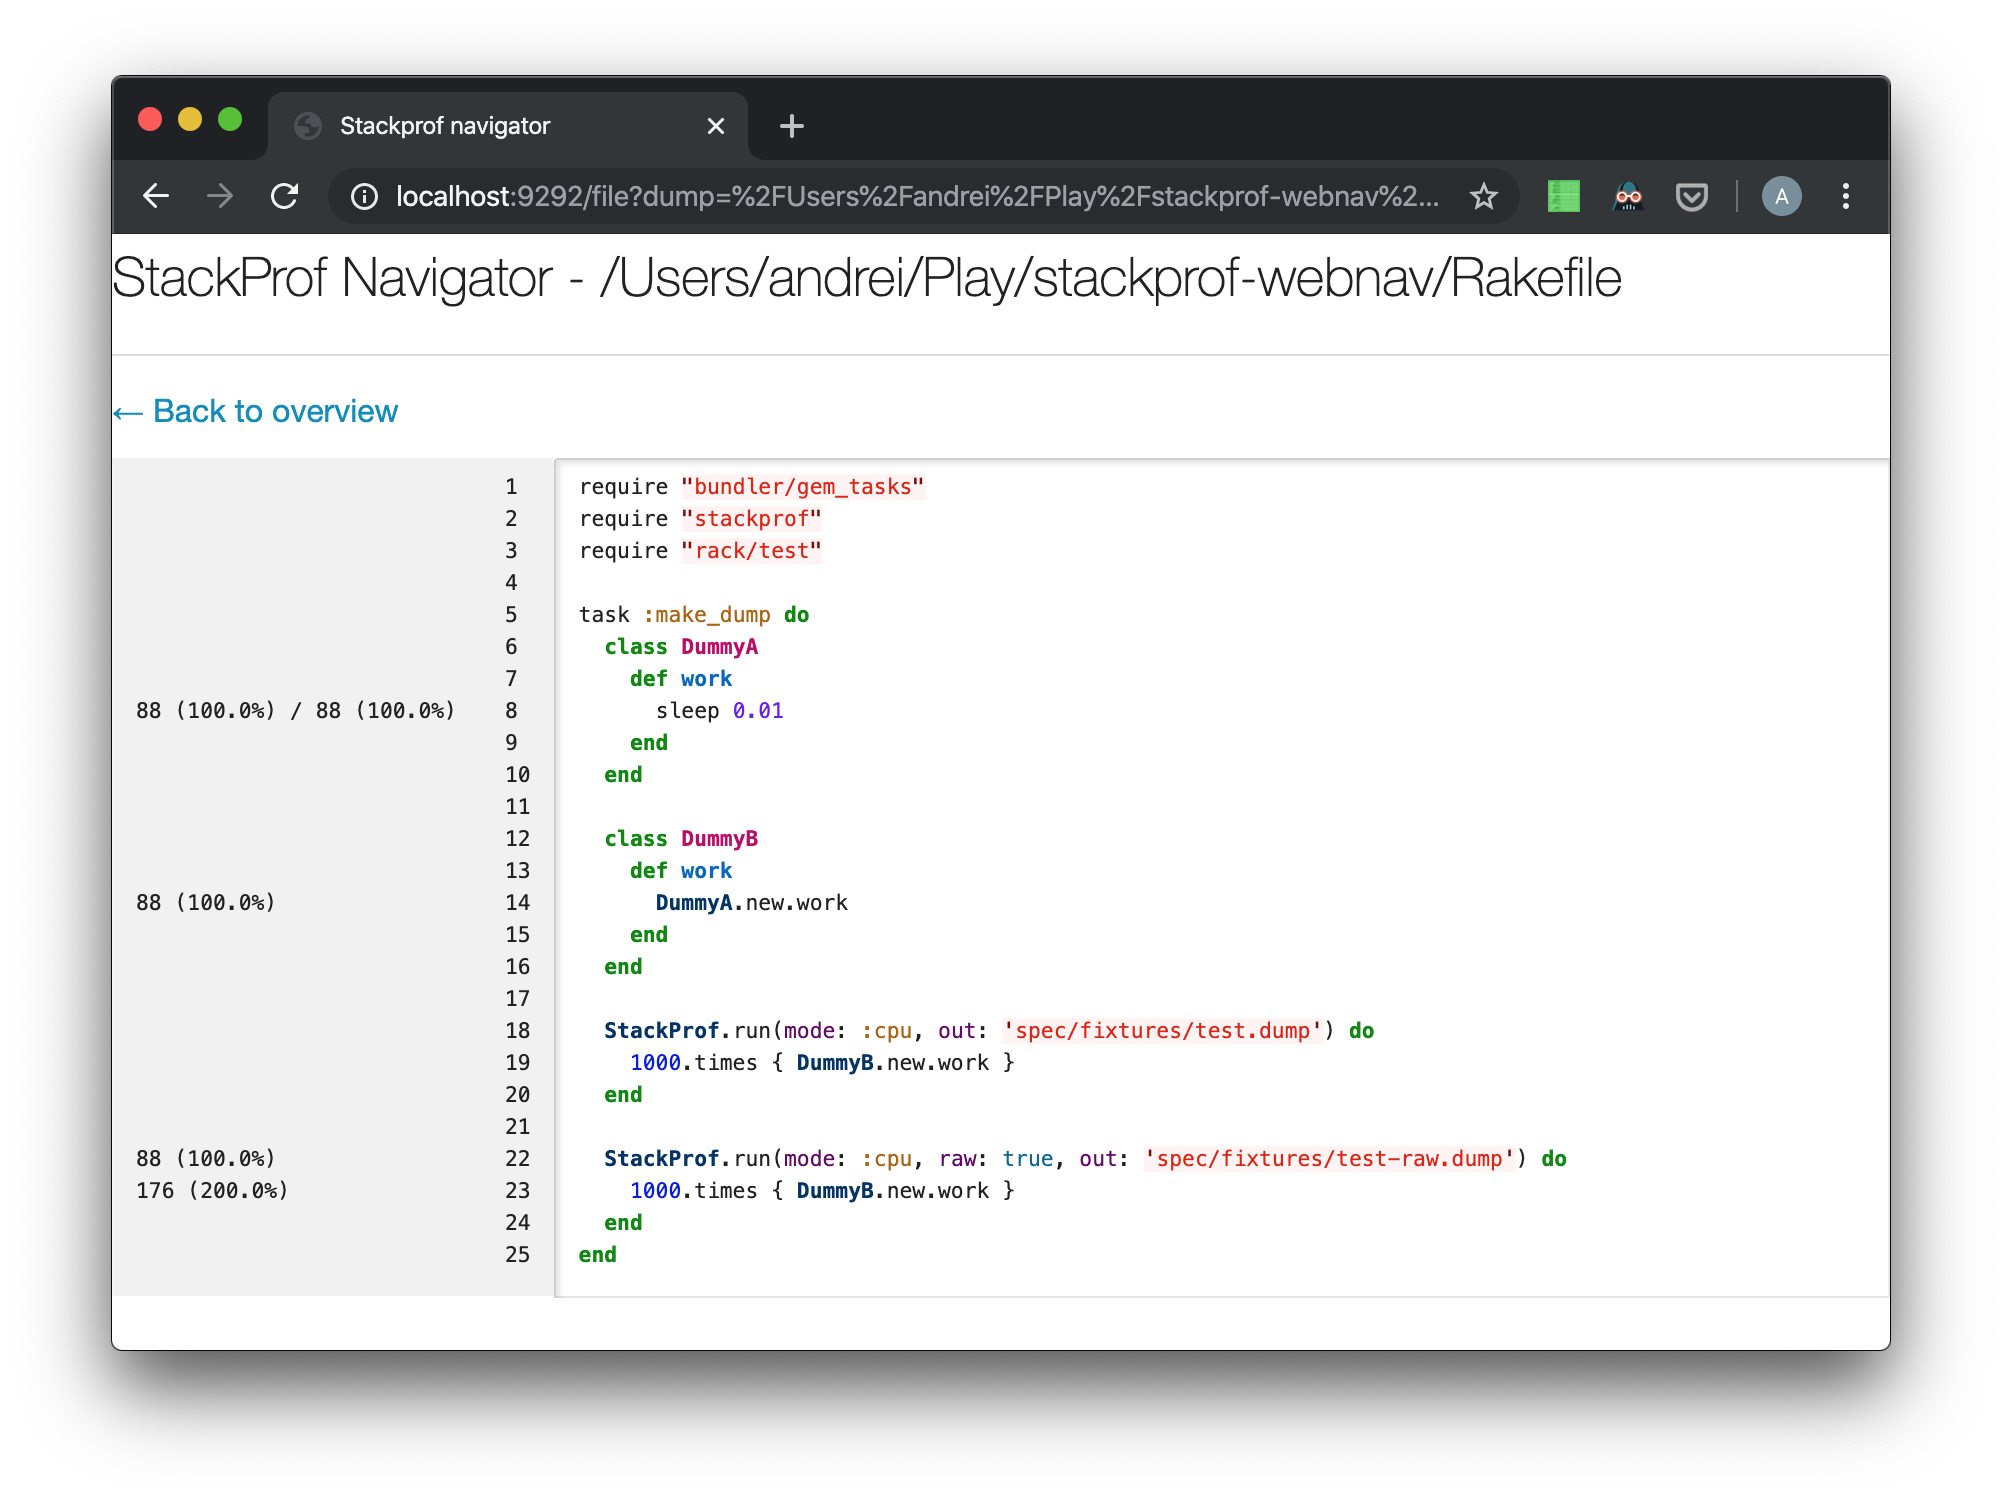 Stackprof navigator
localhost:9292/file?dump=%2FUsers%2Fandrei%2FPlay%2Fstackprof-webnav%2...
A
StackProf Navigator - /Users/andrei/Play/stackprof-webnav/Rakefile
← Back to overview
1 require "bundler/gem_tasks"
2 require "stackprof"
3 require "rack/test"
4
5 task :make_dump do
6 class DummyA
7 def work
88 (100.0%) / 88 (100.0%) 8 sleep 0.01
9 end
10 end
11
12 class DummyB
13 def work
88 (100.0%) 14 DummyA.new.work
15 end
16 end
17
18 StackProf.run(mode: :cpu, out: 'spec/fixtures/test.dump') do
19 1000.times { DummyB.new.work }
20 end
21
88 (100.0%) 22 StackProf.run(mode: :cpu, raw: true, out: 'spec/fixtures/test-raw.dump') do
176 (200.0%) 23 1000.times { DummyB.new.work }
24 end
25 end